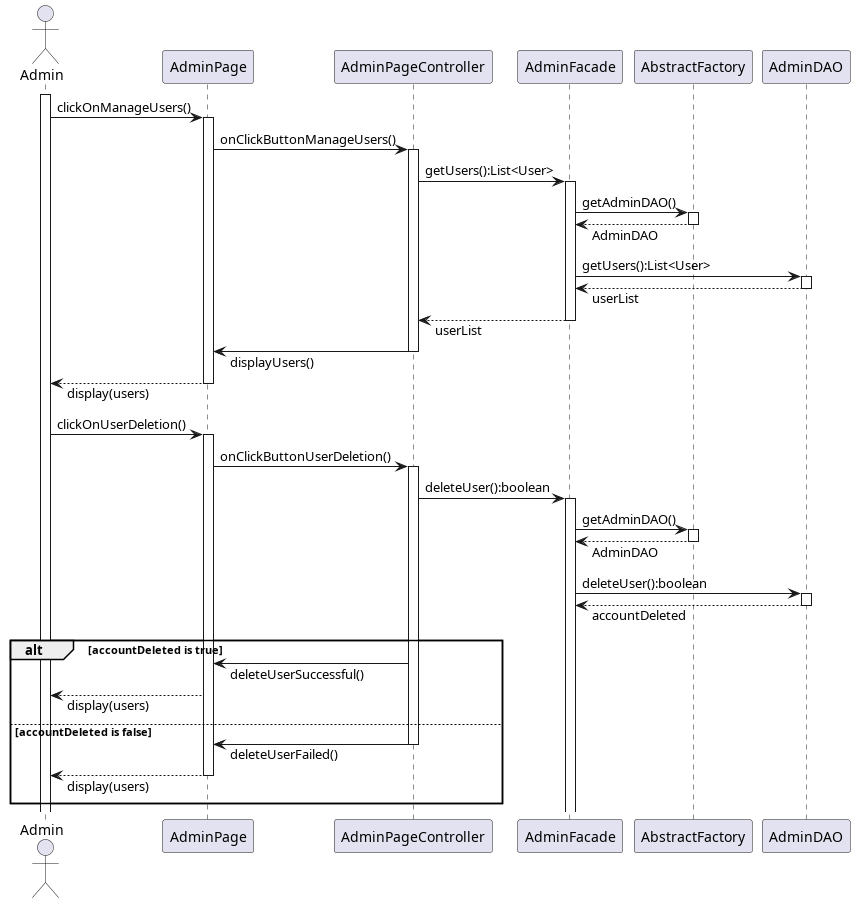 Admin
AdminPage
AdminPageController
AdminFacade
AbstractFactory
AdminDAO
clickOnManageUsers()
onClickButtonManageUsers()
getUsers():List<User>
getAdminDAO()
AdminDAO
getUsers():List<User>
userList
userList
displayUsers()
display(users)
clickOnUserDeletion()
onClickButtonUserDeletion()
deleteUser():boolean
getAdminDAO()
AdminDAO
deleteUser():boolean
accountDeleted
alt
[accountDeleted is true]
deleteUserSuccessful()
display(users)
[accountDeleted is false]
deleteUserFailed()
display(users)
Admin
AdminPage
AdminPageController
AdminFacade
AbstractFactory
AdminDAO